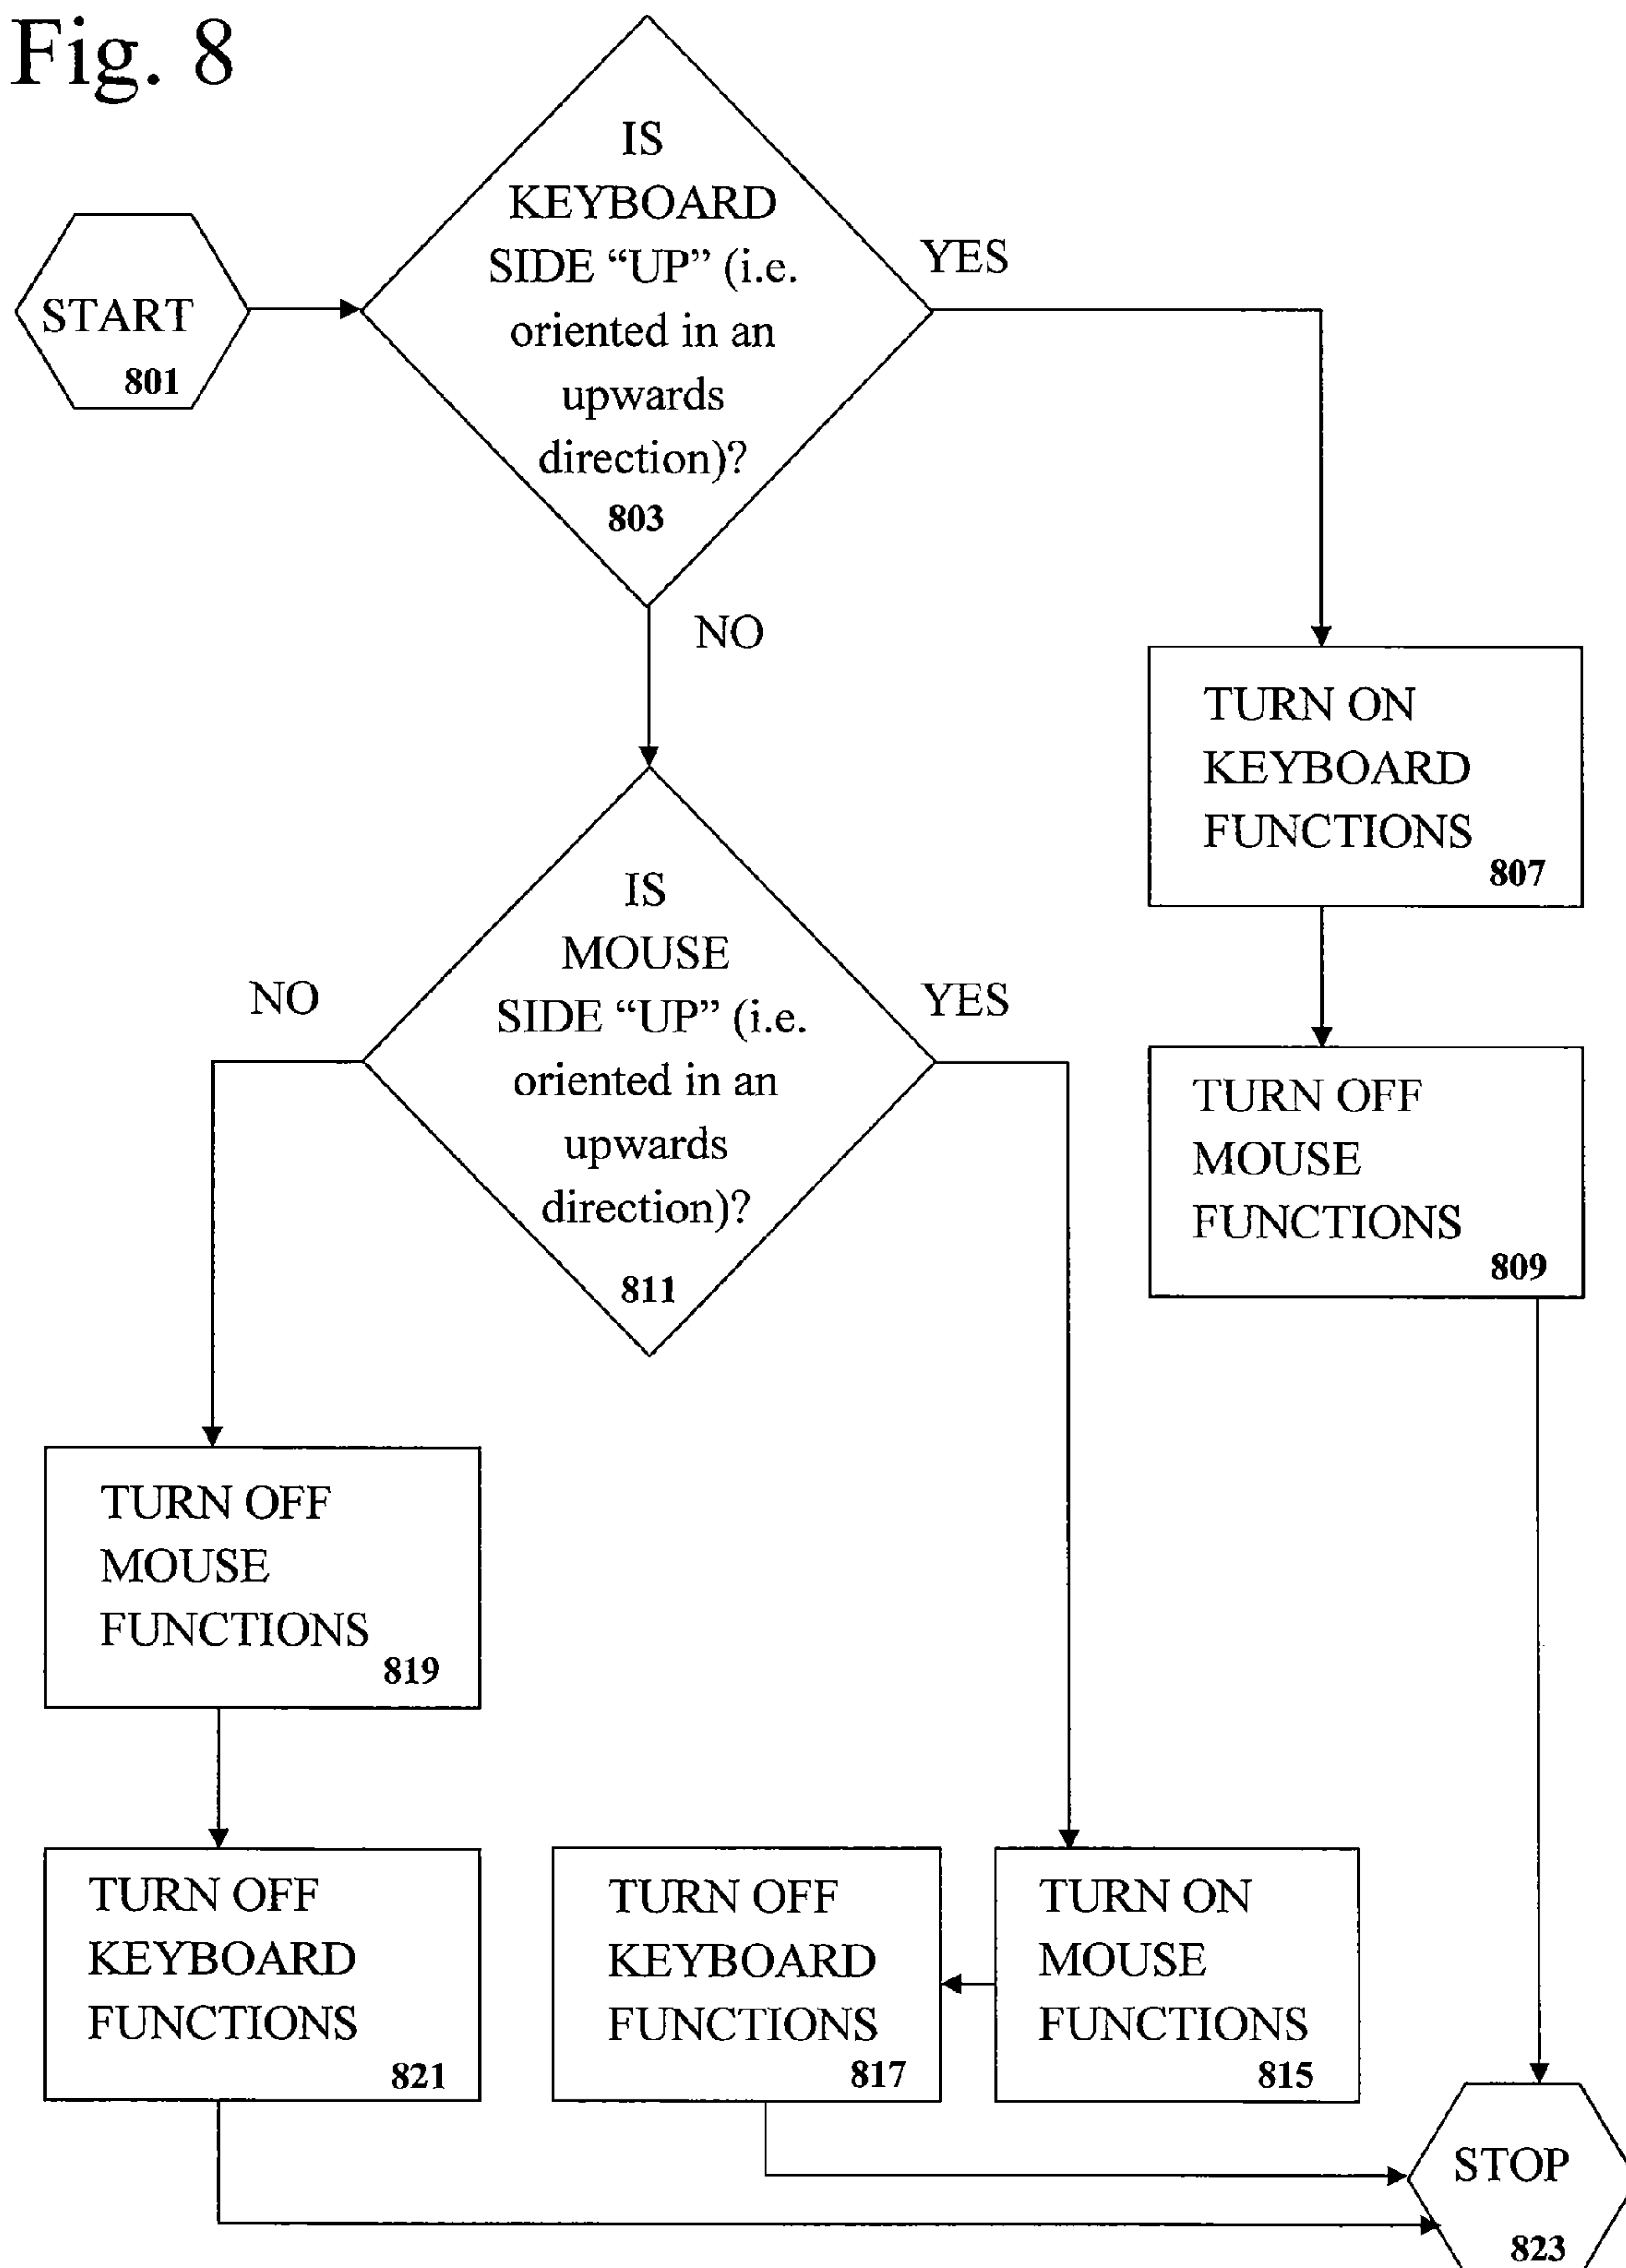 Fig. 8
START
801
IS
KEYBOARD
SIDE “UP” (i.e.
oriented in an
upwards
direction)?
803
YES
NO
TURN ON
KEYBOARD
FUNCTIONS
807
TURN OFF
MOUSE
FUNCTIONS
809
IS
MOUSE
SIDE “UP” (i.e.
oriented in an
upwards
direction)?
811
NO
YES
TURN OFF
MOUSE
FUNCTIONS
819
TURN OFF
KEYBOARD
FUNCTIONS
821
TURN OFF
KEYBOARD
FUNCTIONS
817
TURN ON
MOUSE
FUNCTIONS
815
STOP
823